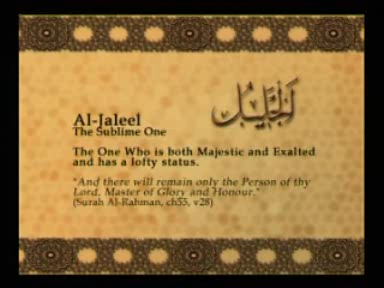 الجليل
Al-Jaleel
The Sublime One
The One Who is both Majestic and Exalted
and has a lofty status.
"And there will remain only the Person of thy
Lord, Master of Glory and Honour."
(Surah Al-Rahman, ch55, v28)